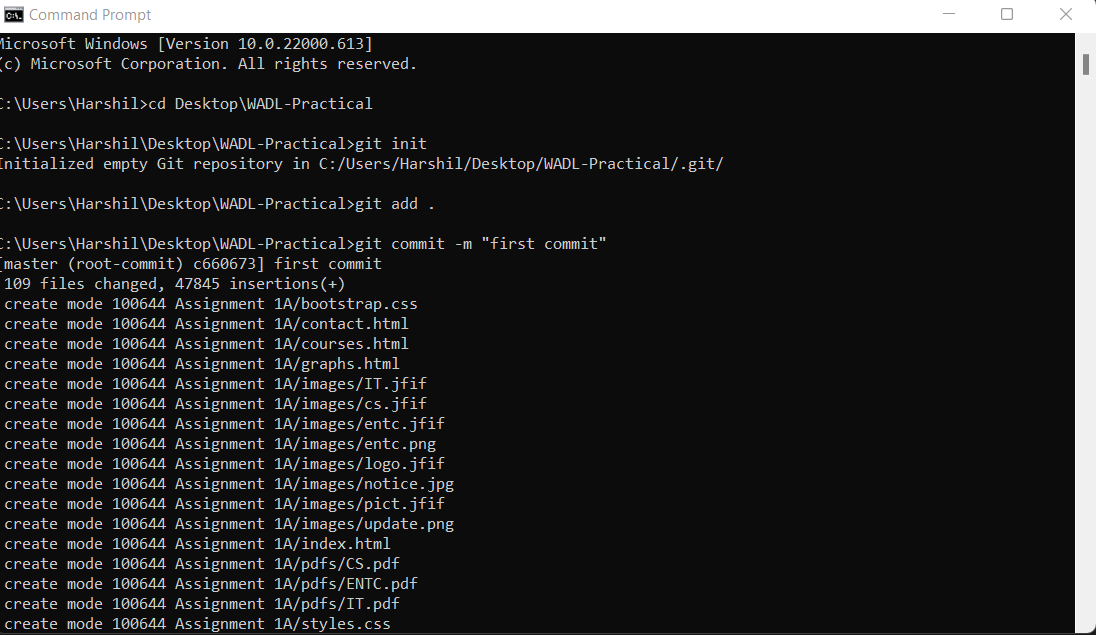 Command Prompt
Microsoft Windows [Version 10.0.22000.613]
(c) Microsoft Corporation. All rights reserved.
C:\Users\Harshil>cd Desktop\WADL-Practical
C:\Users\Harshil\Desktop\WADL-Practical>git init
Initialized empty Git repository in C:/Users/Harshil/Desktop/WADL-Practical/.git/
C:\Users\Harshil\Desktop\WADL-Practical>git add .
C:\Users\Harshil\Desktop\WADL-Practical>git commit -m "first commit"
[master (root-commit) c660673] first commit
109 files changed, 47845 insertions(+)
create mode 100644 Assignment 1A/bootstrap.css
create mode 100644 Assignment 1A/contact.html
create mode 100644 Assignment 1A/courses.html
create mode 100644 Assignment 1A/graphs.html
create mode 100644 Assignment 1A/images/IT.jfif
create mode 100644 Assignment 1A/images/cs.jfif
create mode 100644 Assignment 1A/images/entc.jfif
create mode 100644 Assignment 1A/images/entc.png
create mode 100644 Assignment 1A/images/logo.jfif
create mode 100644 Assignment 1A/images/notice.jpg
create mode 100644 Assignment 1A/images/pict.jfif
create mode 100644 Assignment 1A/images/update.png
create mode 100644 Assignment 1A/index.html
create mode 100644 Assignment 1A/pdfs/CS.pdf
create mode 100644 Assignment 1A/pdfs/ENTC.pdf
create mode 100644 Assignment 1A/pdfs/IT.pdf
create mode 100644 Assignment 1A/styles.css